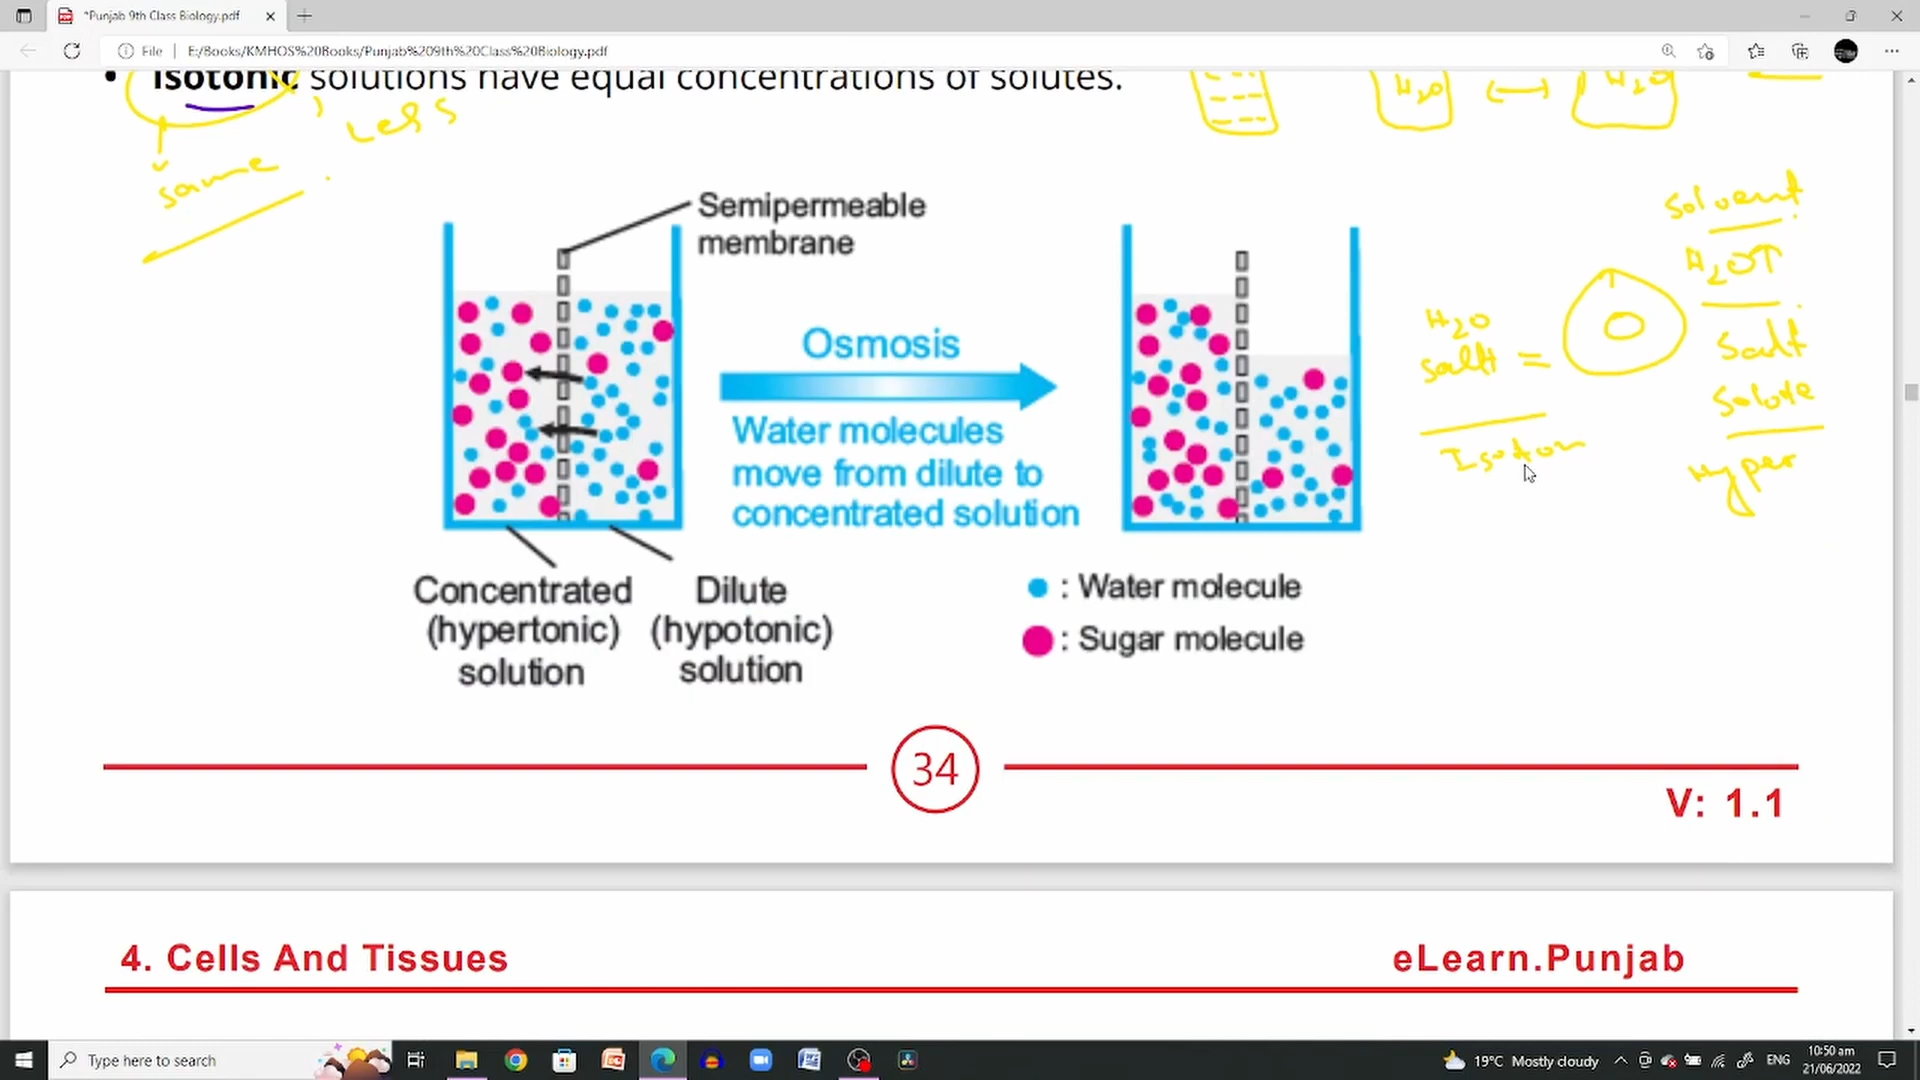 *Punjab 9th Class Biology.pdf
File | E:/Books/KMHOS%20Books/Punjab%209th%20Class%20Biology.pdf
• Isotonic solutions have equal concentrations of solutes.
less
same
H₂O ↔ H₂O
Semipermeable
membrane
Osmosis
Water molecules
move from dilute to
concentrated solution
Solvent
H₂O↑
H₂O
Salt =
Salt
Solute
Isoton
Hyper
Concentrated
(hypertonic)
solution
Dilute
(hypotonic)
solution
: Water molecule
: Sugar molecule
34
V: 1.1
4. Cells And Tissues
eLearn.Punjab
Type here to search
19°C Mostly cloudy
ENG
10:50 am
21/06/2022